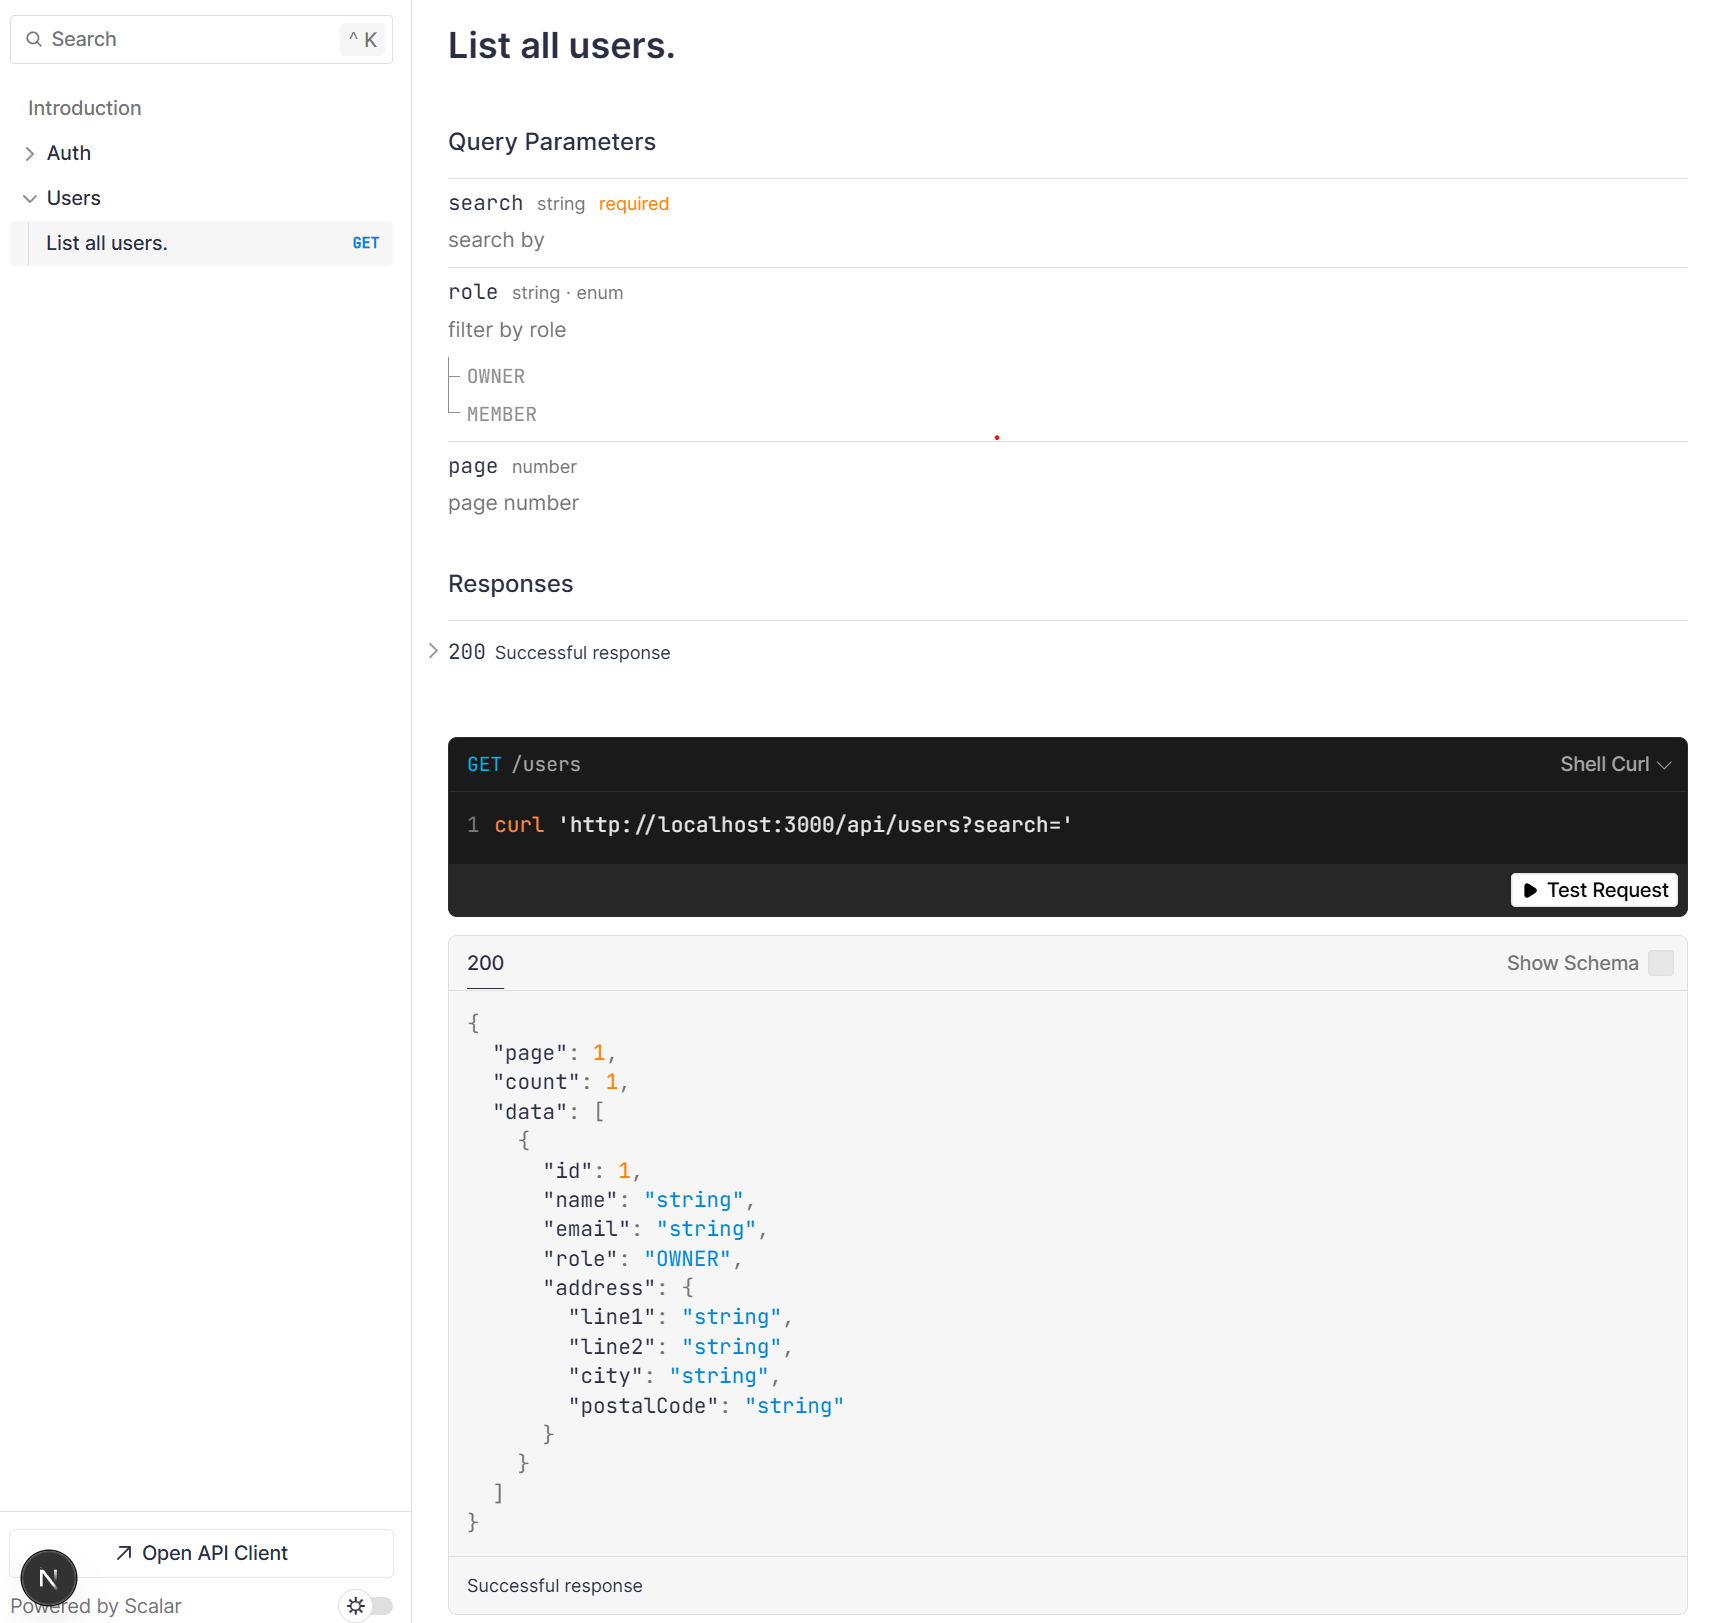 Search
^ K
Introduction
Auth
Users
List all users. GET
Open API Client
N
Powered by Scalar
List all users.
Query Parameters
search string required
search by
role string · enum
filter by role
OWNER
MEMBER
page number
page number
Responses
200 Successful response
GET /users Shell Curl
1 curl 'http://localhost:3000/api/users?search='
Test Request
200 Show Schema
{
  "page": 1,
  "count": 1,
  "data": [
    {
      "id": 1,
      "name": "string",
      "email": "string",
      "role": "OWNER",
      "address": {
        "line1": "string",
        "line2": "string",
        "city": "string",
        "postalCode": "string"
      }
    }
  ]
}
Successful response